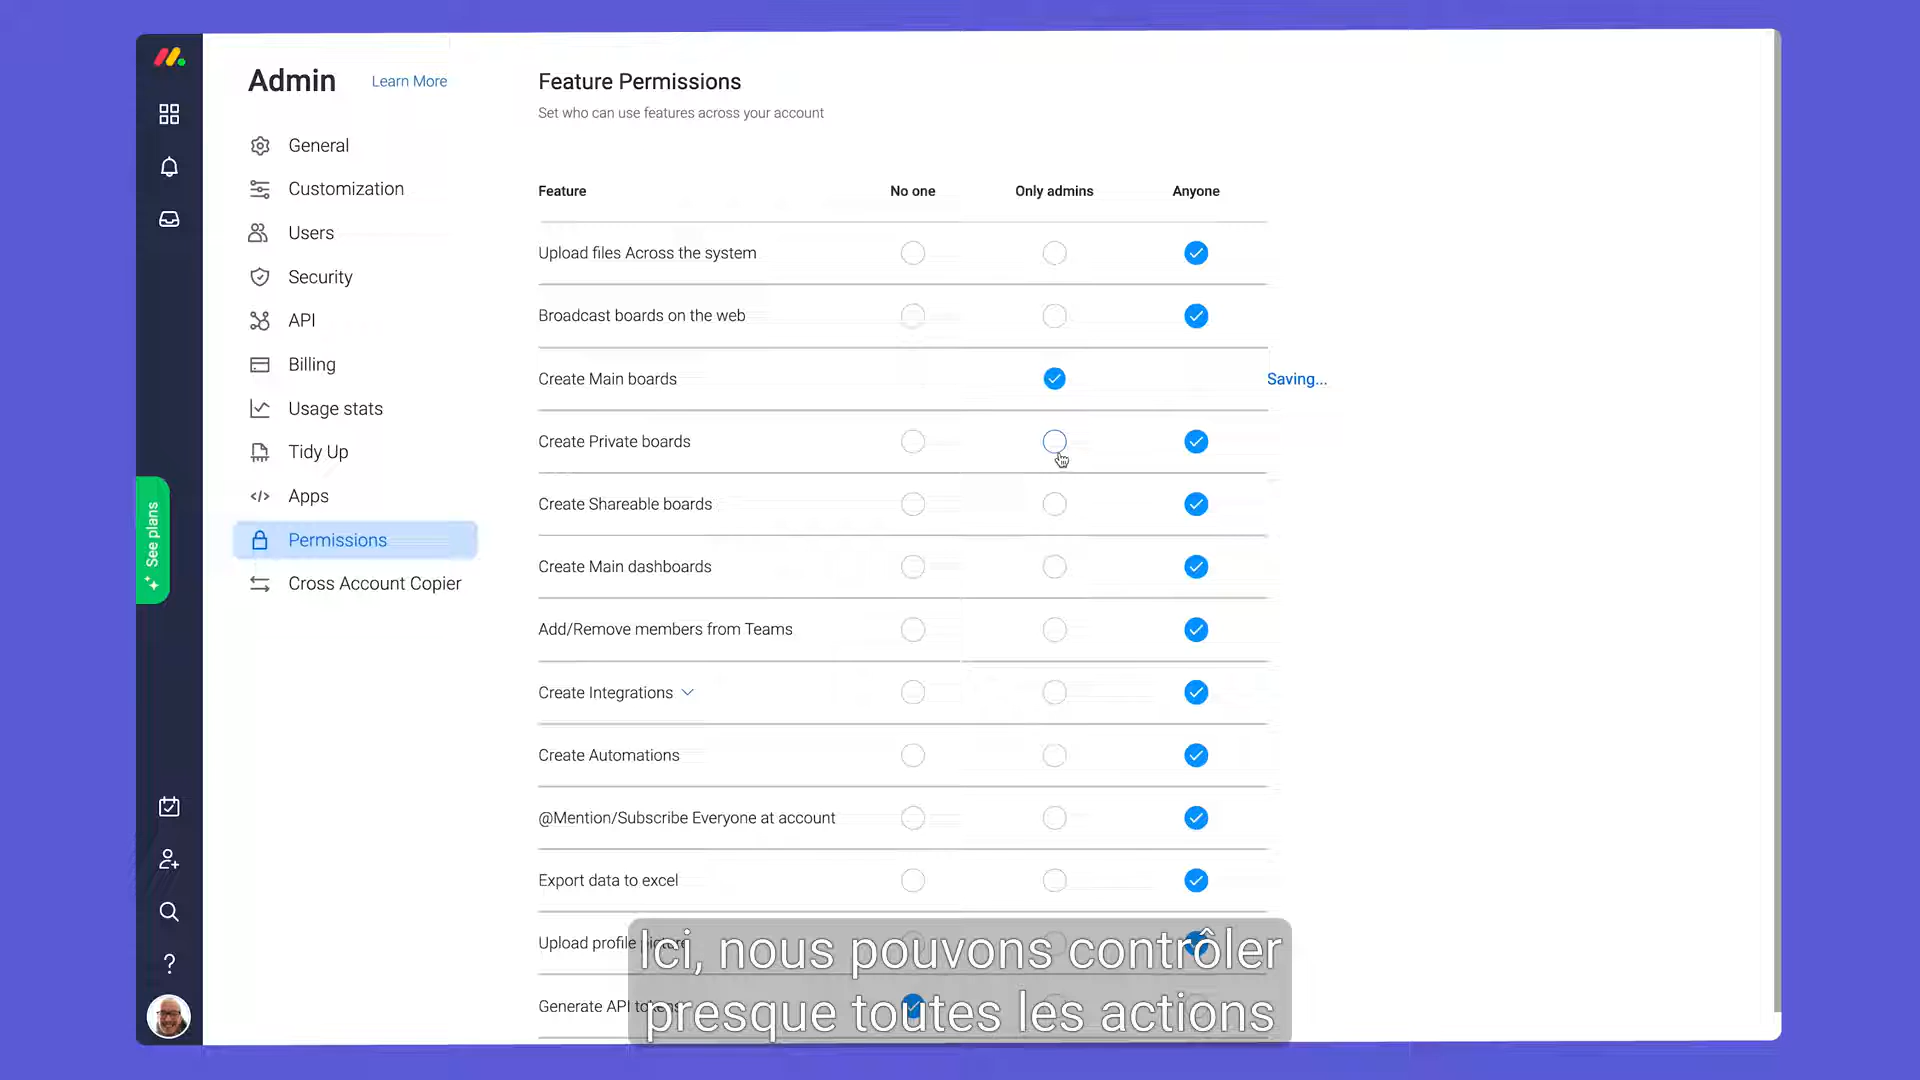 Admin
Learn More
General
Customization
Users
Security
API
Billing
Usage stats
Tidy Up
Apps
Permissions
Cross Account Copier
See plans
Feature Permissions
Set who can use features across your account
Feature No one Only admins Anyone
Upload files Across the system
Broadcast boards on the web
Create Main boards Saving...
Create Private boards
Create Shareable boards
Create Main dashboards
Add/Remove members from Teams
Create Integrations
Create Automations
@Mention/Subscribe Everyone at account
Export data to excel
Upload profile picture
Generate API tokens
Ici, nous pouvons contrôler
presque toutes les actions